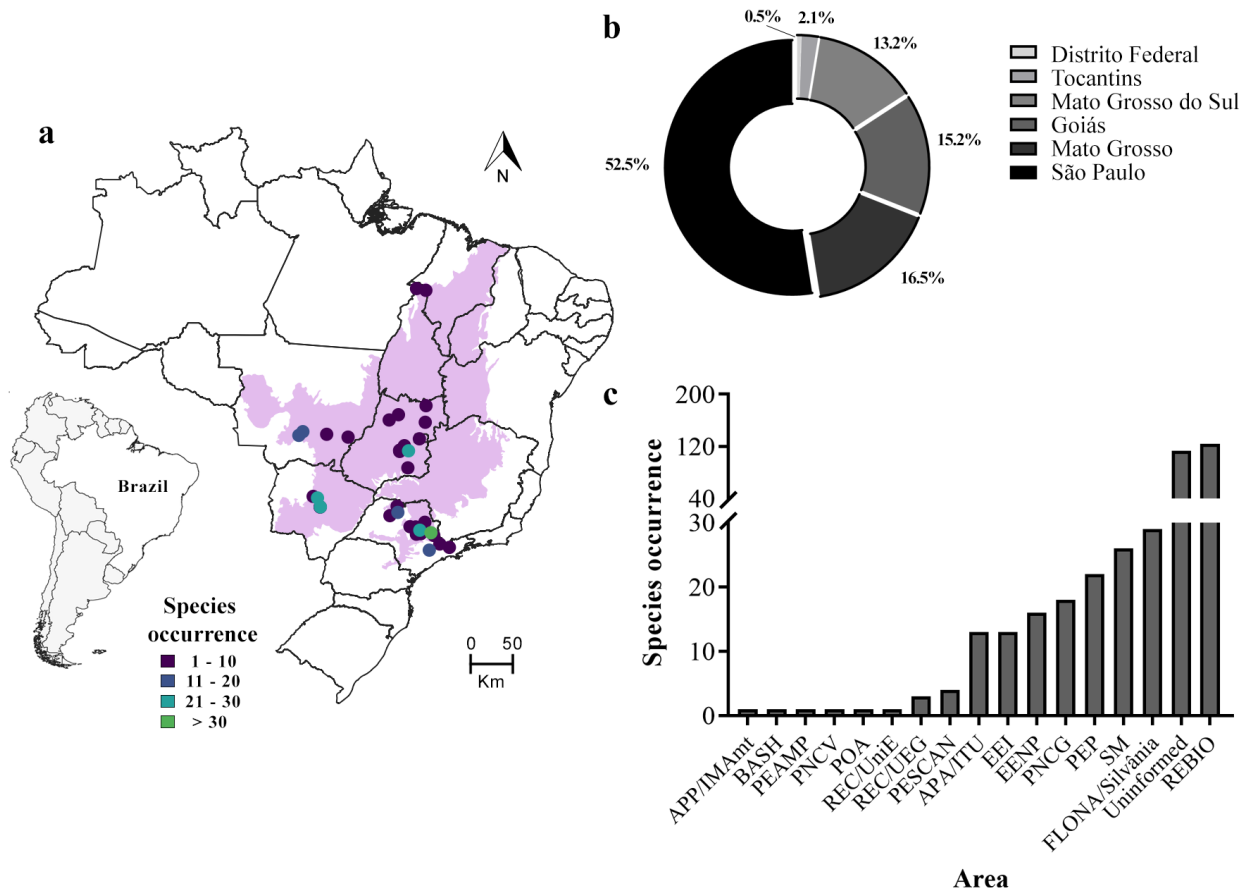 a
N
Brazil
Species
occurrence
1 - 10
11 - 20
21 - 30
> 30
0 50
Km
b
0.5%
2.1%
13.2%
15.2%
16.5%
52.5%
Distrito Federal
Tocantins
Mato Grosso do Sul
Goiás
Mato Grosso
São Paulo
c
Species occurrence
200
120
40
30
20
10
0
APP/IMAmt
BASH
PEAMP
PNCV
POA
REC/UniE
REC/UEG
PESCAN
APA/ITU
EEI
EENP
PNCG
PEP
SM
FLONA/Silvânia
Uninformed
REBIO
Area